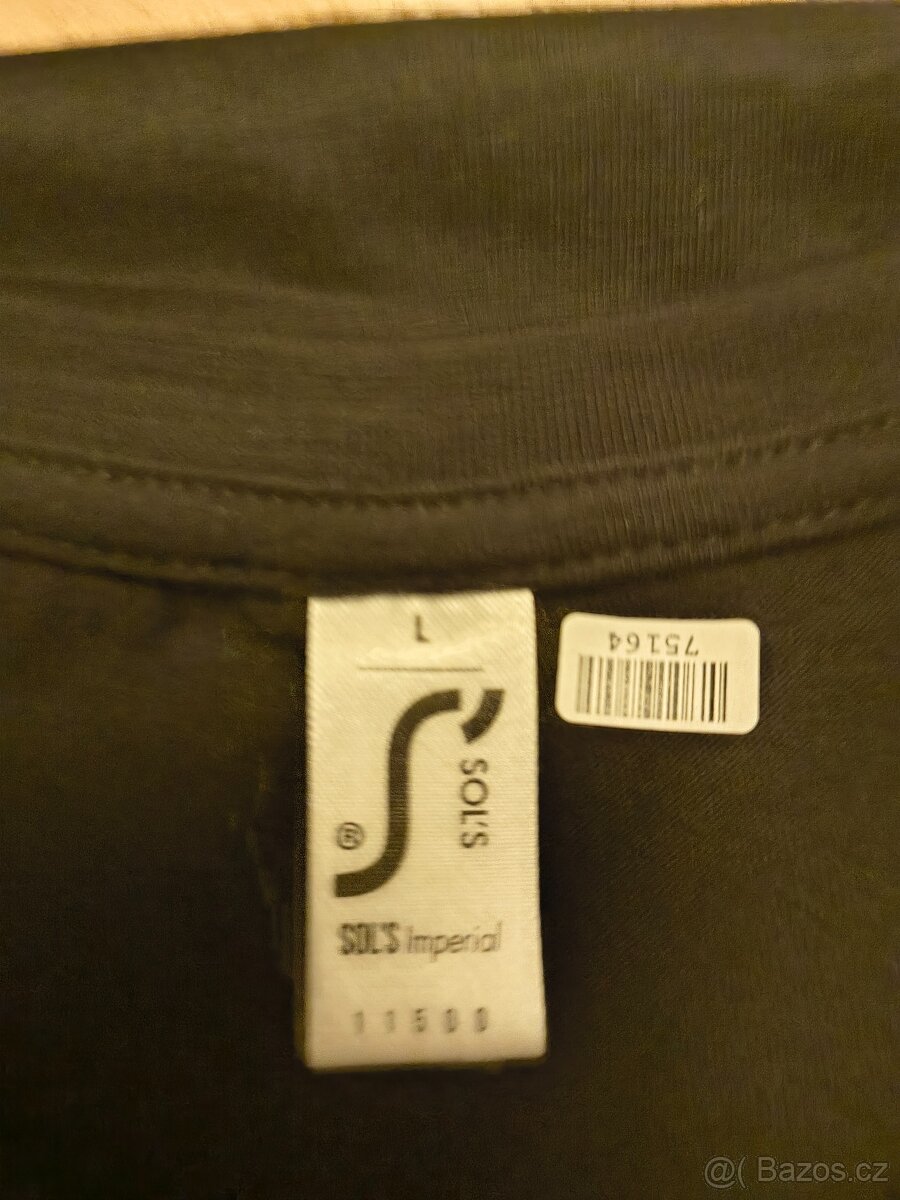 L
SOL'S
®
SOL'S Imperial
11500
75164
@( Bazos.cz